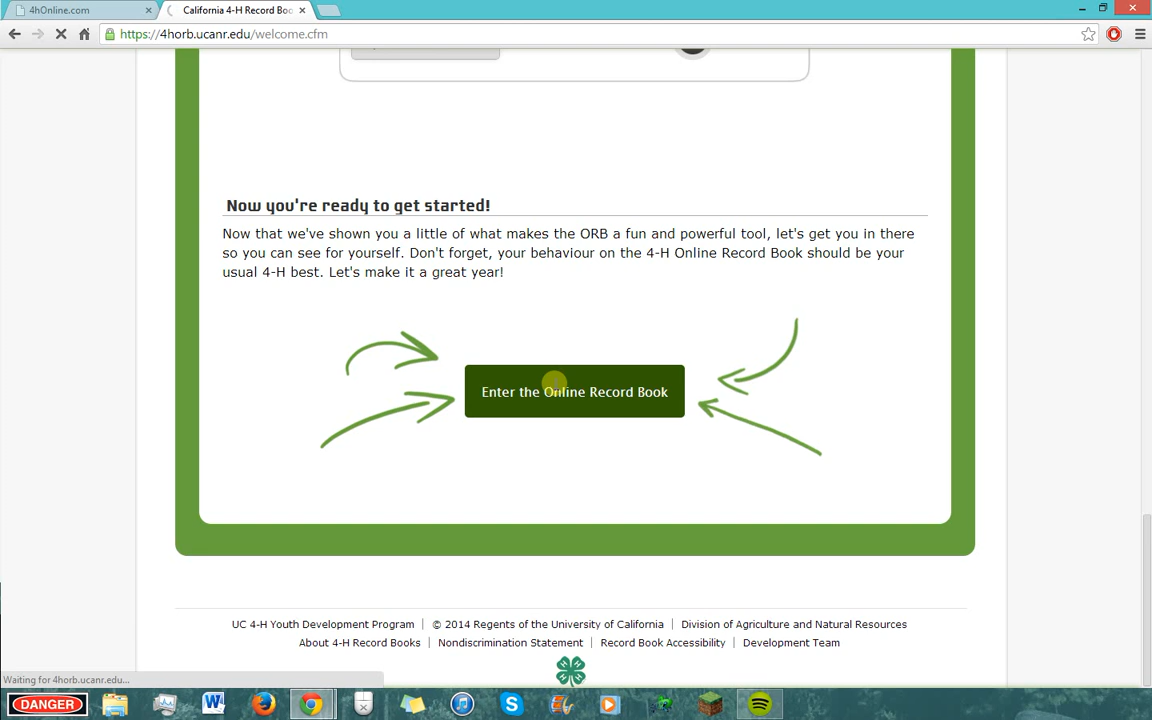 4hOnline.com
California 4-H Record Boo
https://4horb.ucanr.edu/welcome.cfm
Now you're ready to get started!
Now that we've shown you a little of what makes the ORB a fun and powerful tool, let's get you in there
so you can see for yourself. Don't forget, your behaviour on the 4-H Online Record Book should be your
usual 4-H best. Let's make it a great year!
Enter the Online Record Book
UC 4-H Youth Development Program | © 2014 Regents of the University of California | Division of Agriculture and Natural Resources
About 4-H Record Books | Nondiscrimination Statement | Record Book Accessibility | Development Team
Waiting for 4horb.ucanr.edu...
DANGER